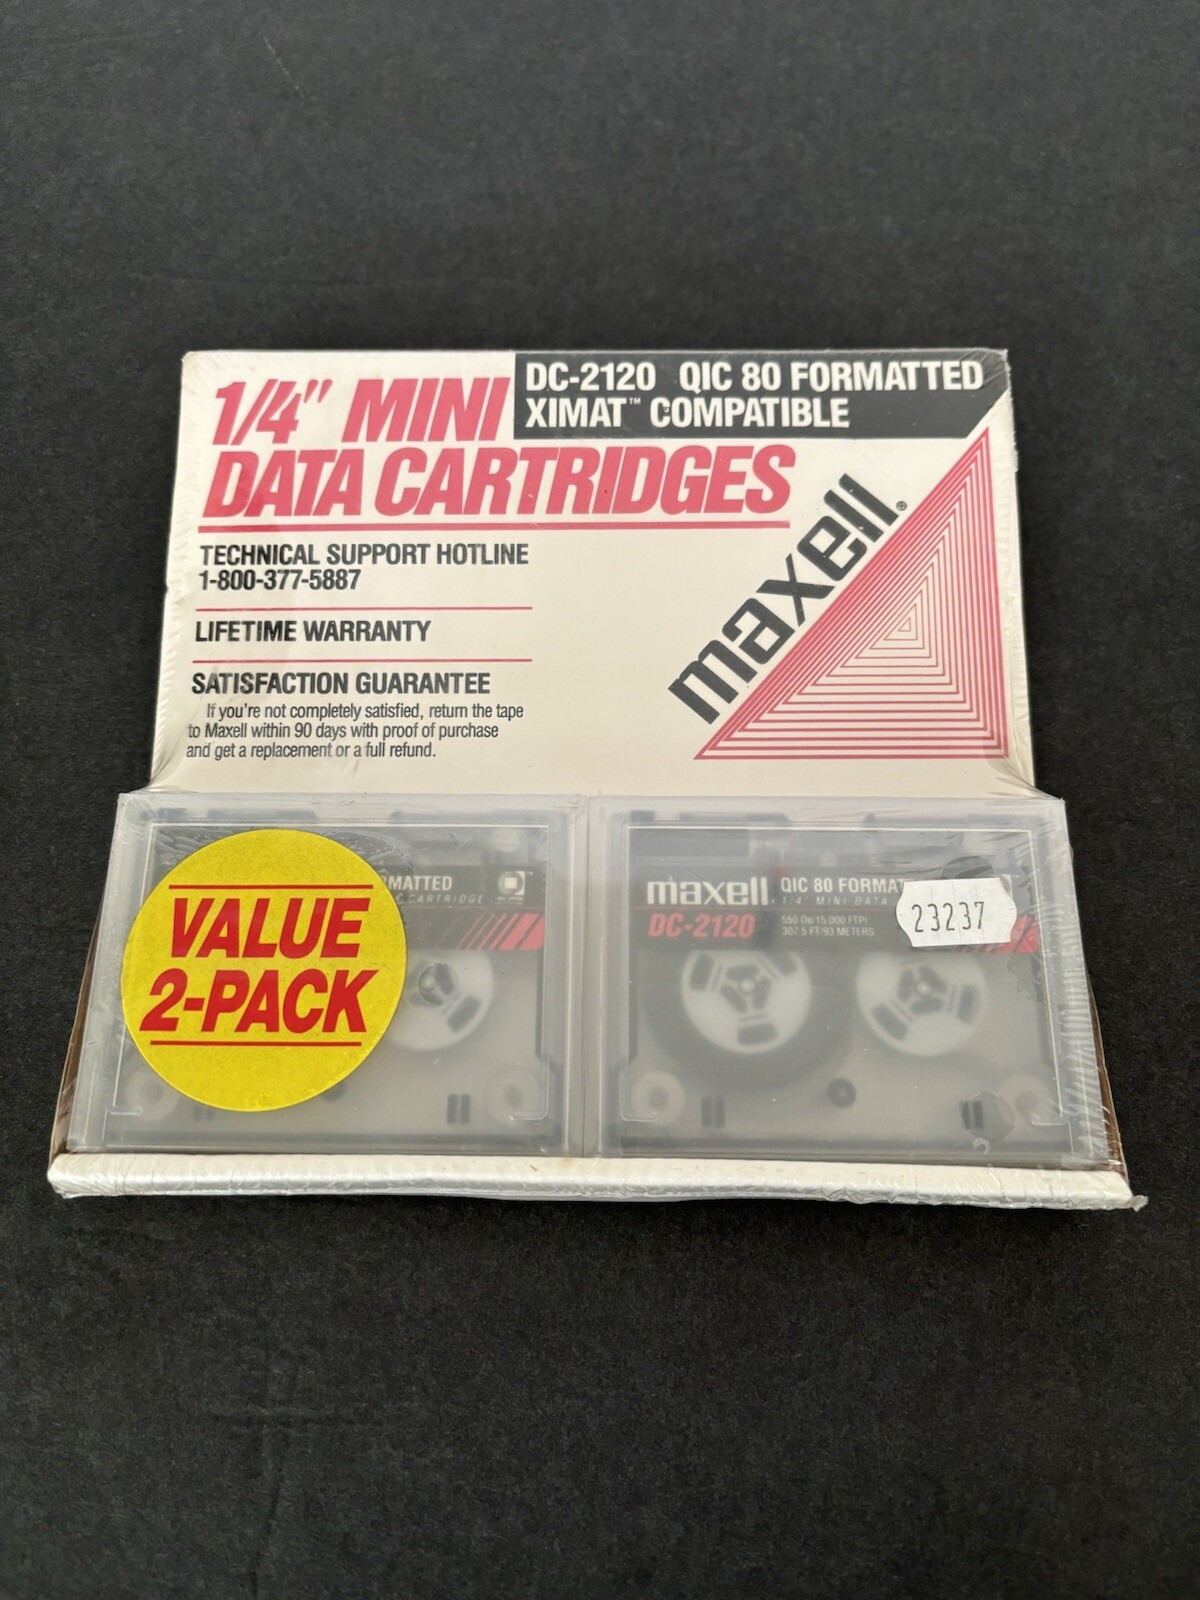 1/4" MINI
DATA CARTRIDGES
DC-2120 QIC 80 FORMATTED
XIMAT™ COMPATIBLE
maxell®
TECHNICAL SUPPORT HOTLINE
1-800-377-5887
LIFETIME WARRANTY
SATISFACTION GUARANTEE
If you're not completely satisfied, return the tape
to Maxell within 90 days with proof of purchase
and get a replacement or a full refund.
VALUE
2-PACK
MATTED
CARTRIDGE
maxell
DC-2120
QIC 80 FORMAT
1/4" MINI DATA
550 Oe/15,000 FTPI
307.5 FT/93 METERS
23237